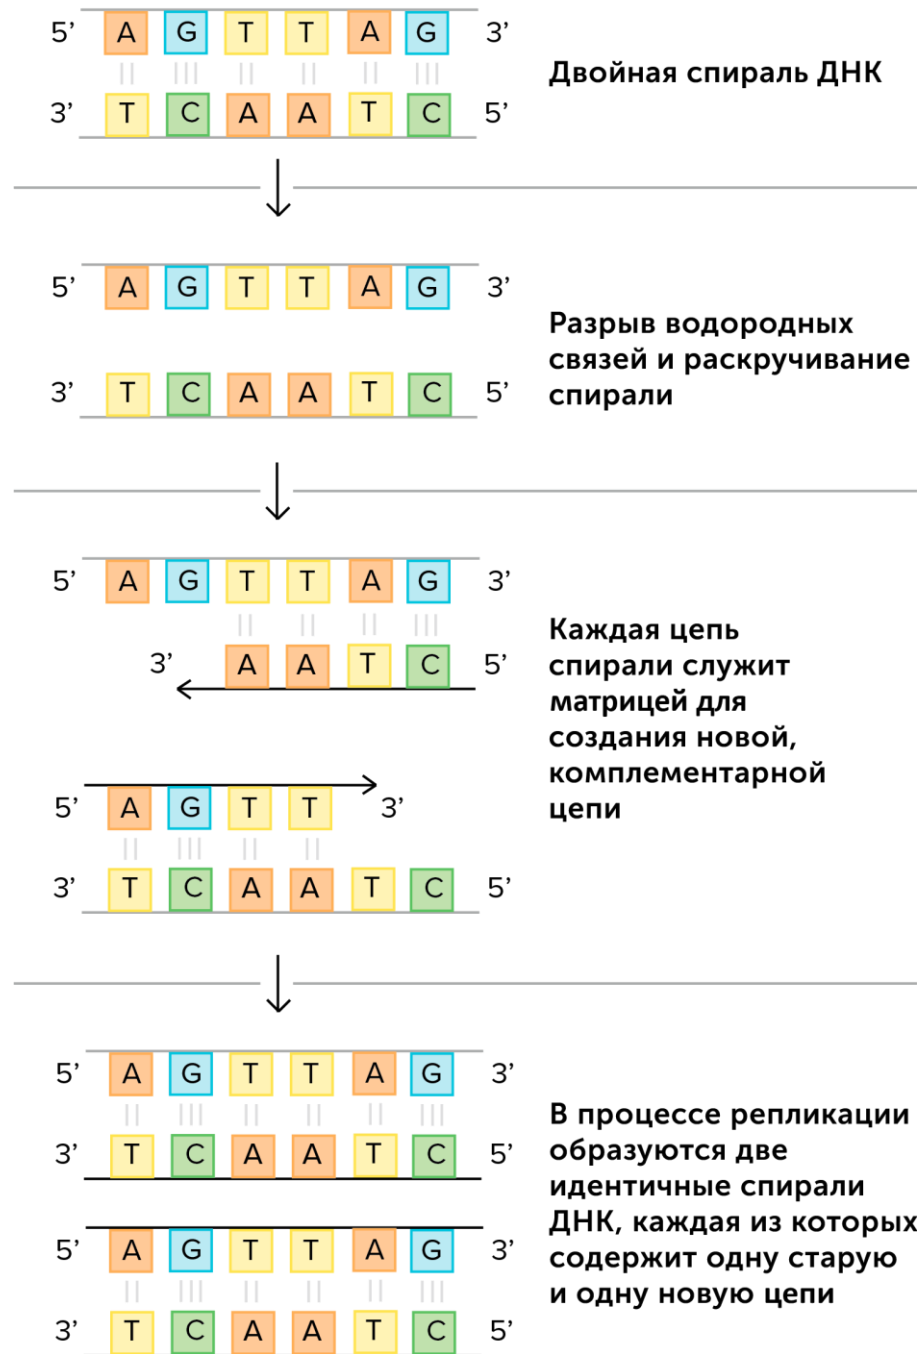 5’ A G T T A G 3’
Двойная спираль ДНК
3’ T C A A T C 5’
5’ A G T T A G 3’
Разрыв водородных
связей и раскручивание
спирали
3’ T C A A T C 5’
5’ A G T T A G 3’
3’ A A T C 5’
Каждая цепь
спирали служит
матрицей для
создания новой,
комплементарной
цепи
5’ A G T T 3’
3’ T C A A T C 5’
5’ A G T T A G 3’
3’ T C A A T C 5’
В процессе репликации
образуются две
идентичные спирали
ДНК, каждая из которых
содержит одну старую
и одну новую цепи
5’ A G T T A G 3’
3’ T C A A T C 5’